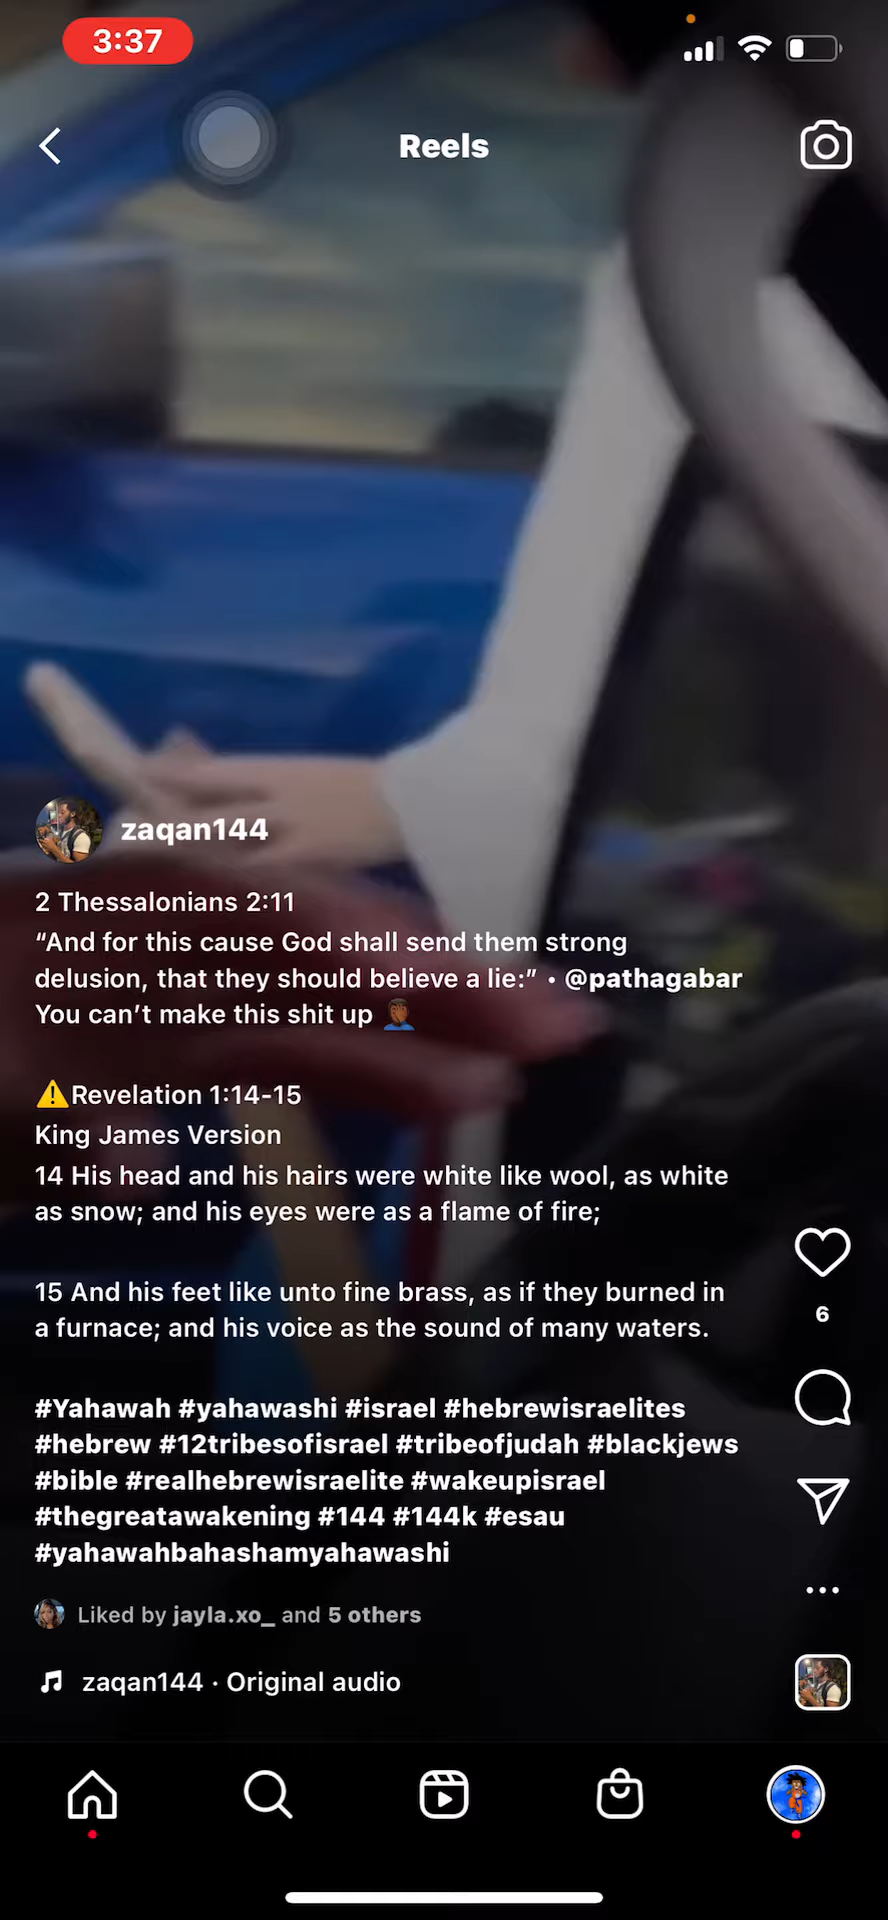 3:37
Reels
zaqan144
2 Thessalonians 2:11
“And for this cause God shall send them strong
delusion, that they should believe a lie:” • @pathagabar
You can’t make this shit up 🤦🏾‍♂️
⚠️Revelation 1:14-15
King James Version
14 His head and his hairs were white like wool, as white
as snow; and his eyes were as a flame of fire;
15 And his feet like unto fine brass, as if they burned in
a furnace; and his voice as the sound of many waters.
6
#Yahawah #yahawashi #israel #hebrewisraelites
#hebrew #12tribesofisrael #tribeofjudah #blackjews
#bible #realhebrewisraelite #wakeupisrael
#thegreatawakening #144 #144k #esau
#yahawahbahashamyahawashi
Liked by jayla.xo_ and 5 others
zaqan144 · Original audio